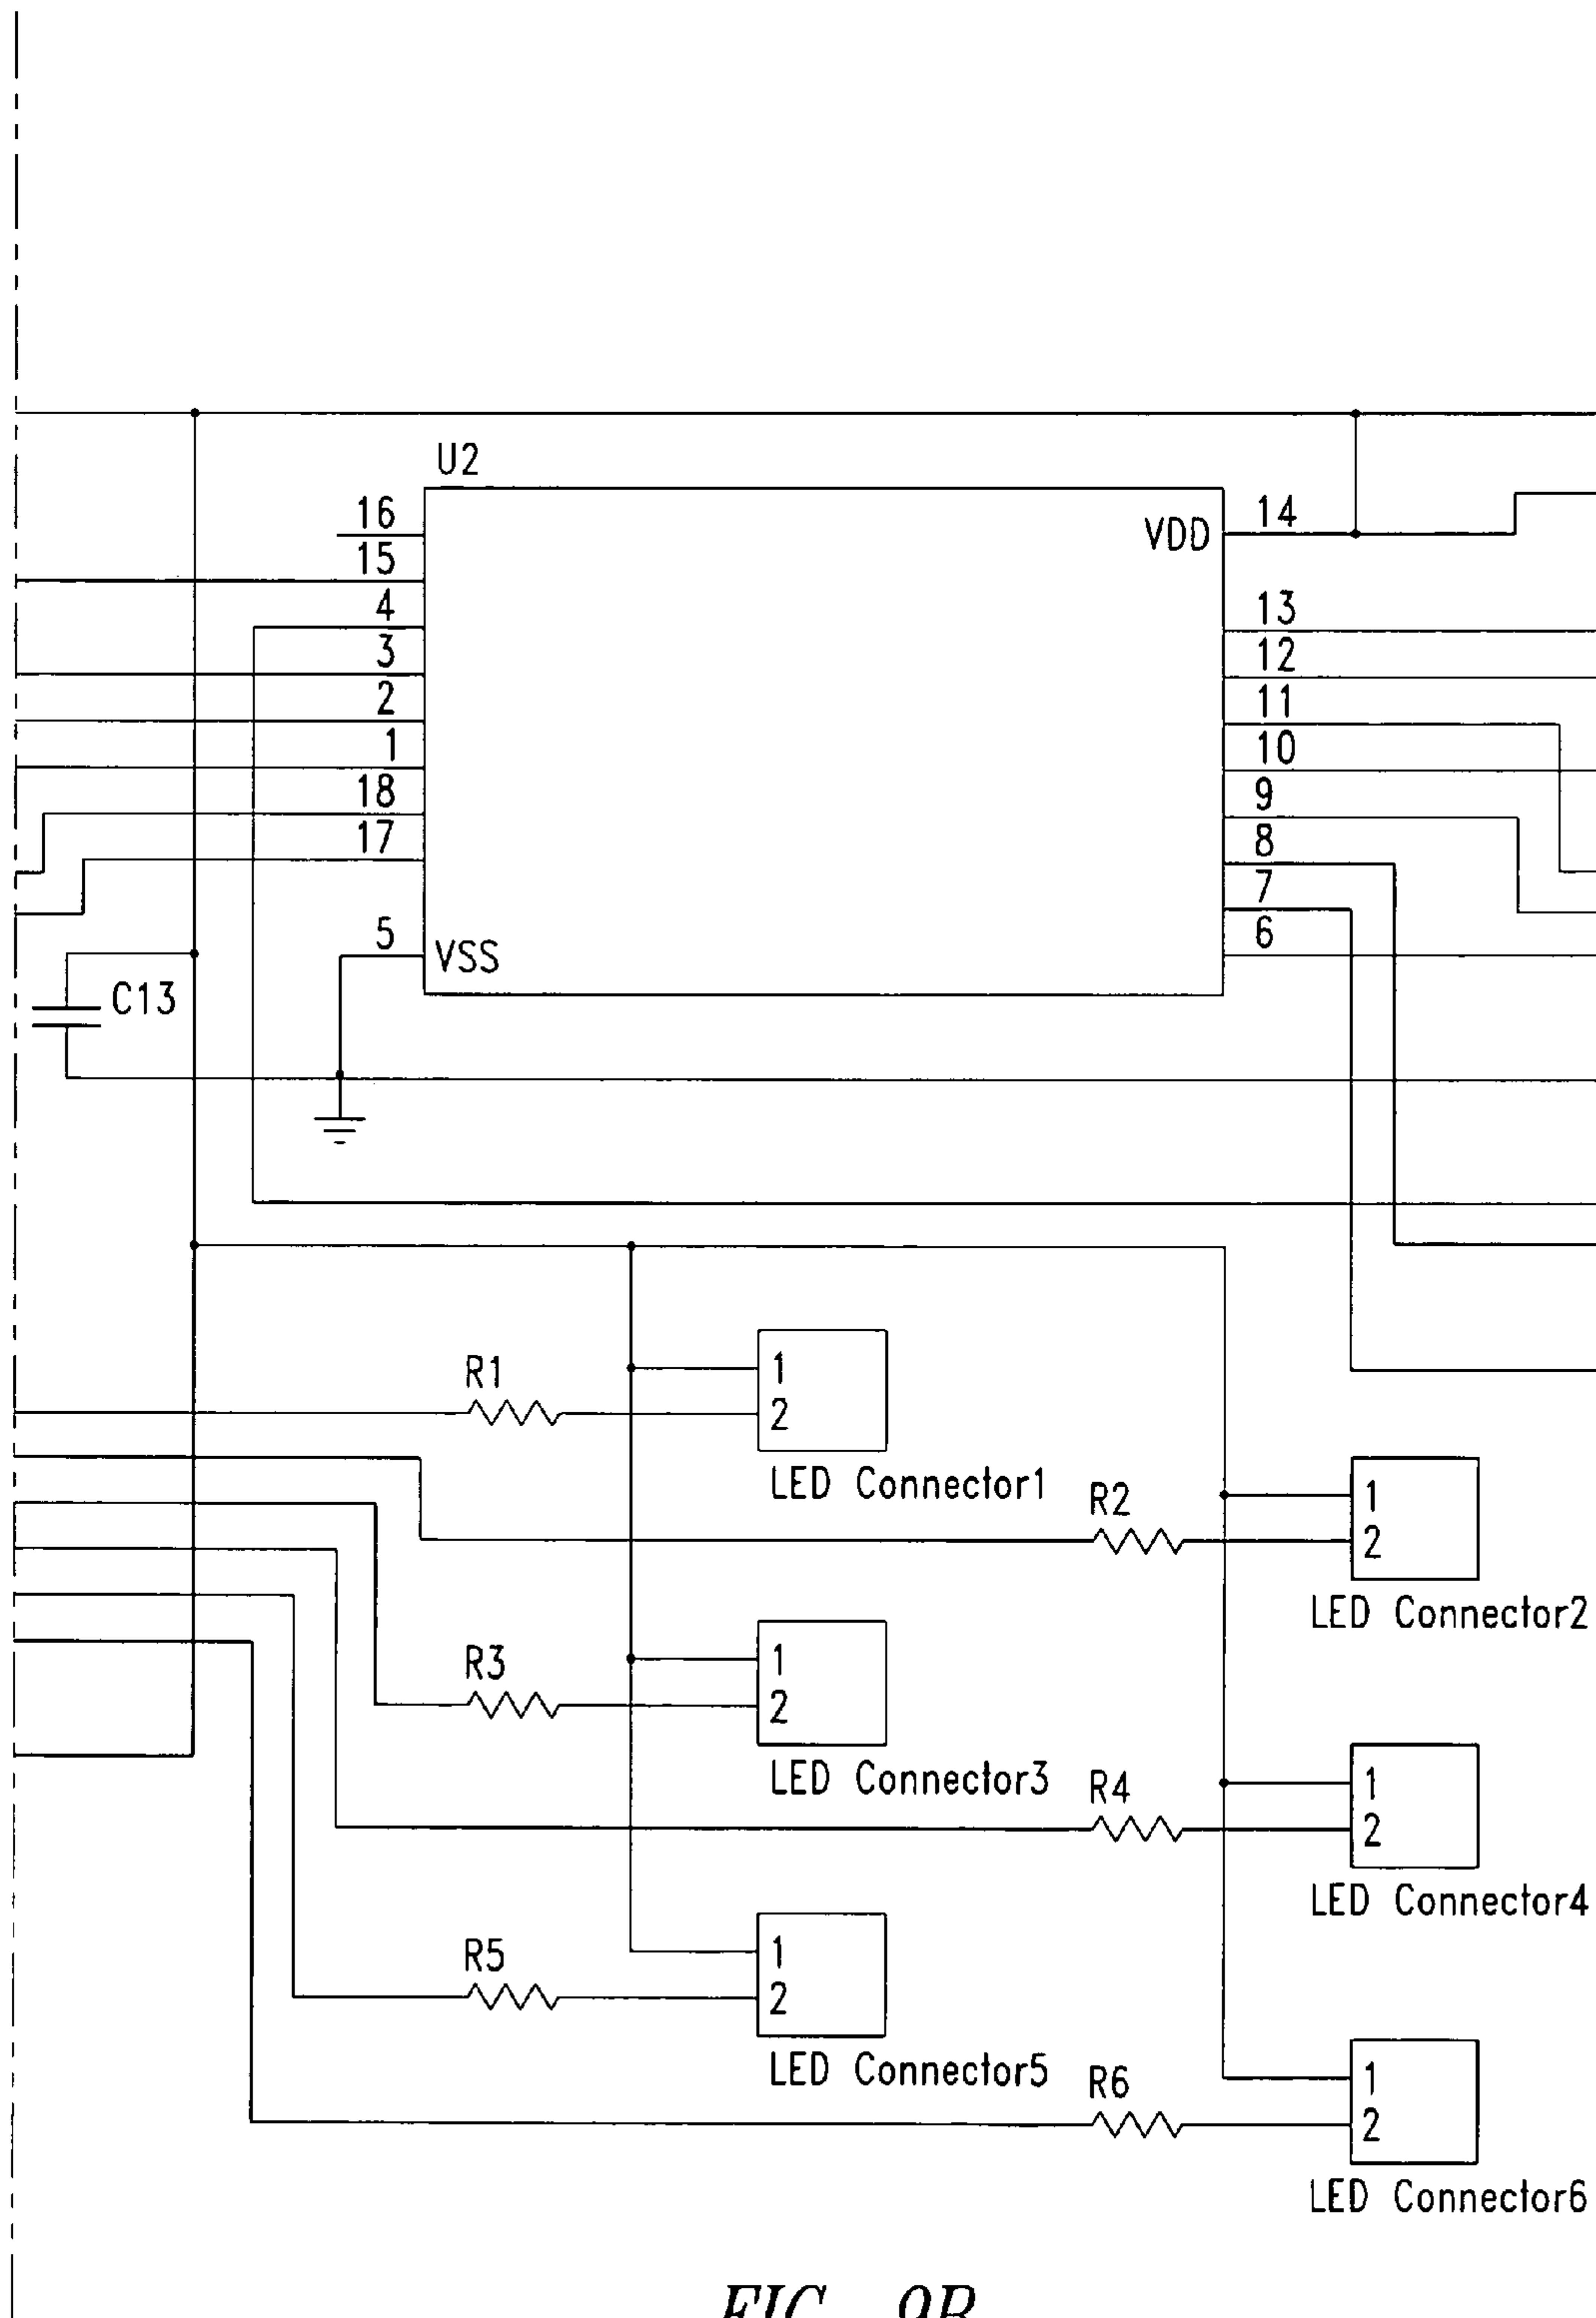 U2
16
15
4
3
2
1
18
17
5
VSS
VDD
14
13
12
11
10
9
8
7
6
C13
R1
1
2
LED Connector1
R2
1
2
LED Connector2
R3
1
2
LED Connector3
R4
1
2
LED Connector4
R5
1
2
LED Connector5
R6
1
2
LED Connector6
FIG. 9B